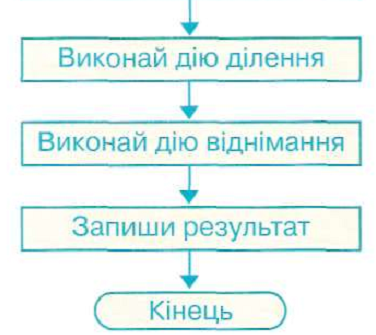 Виконай дію ділення
Виконай дію віднімання
Запиши результат
Кінець